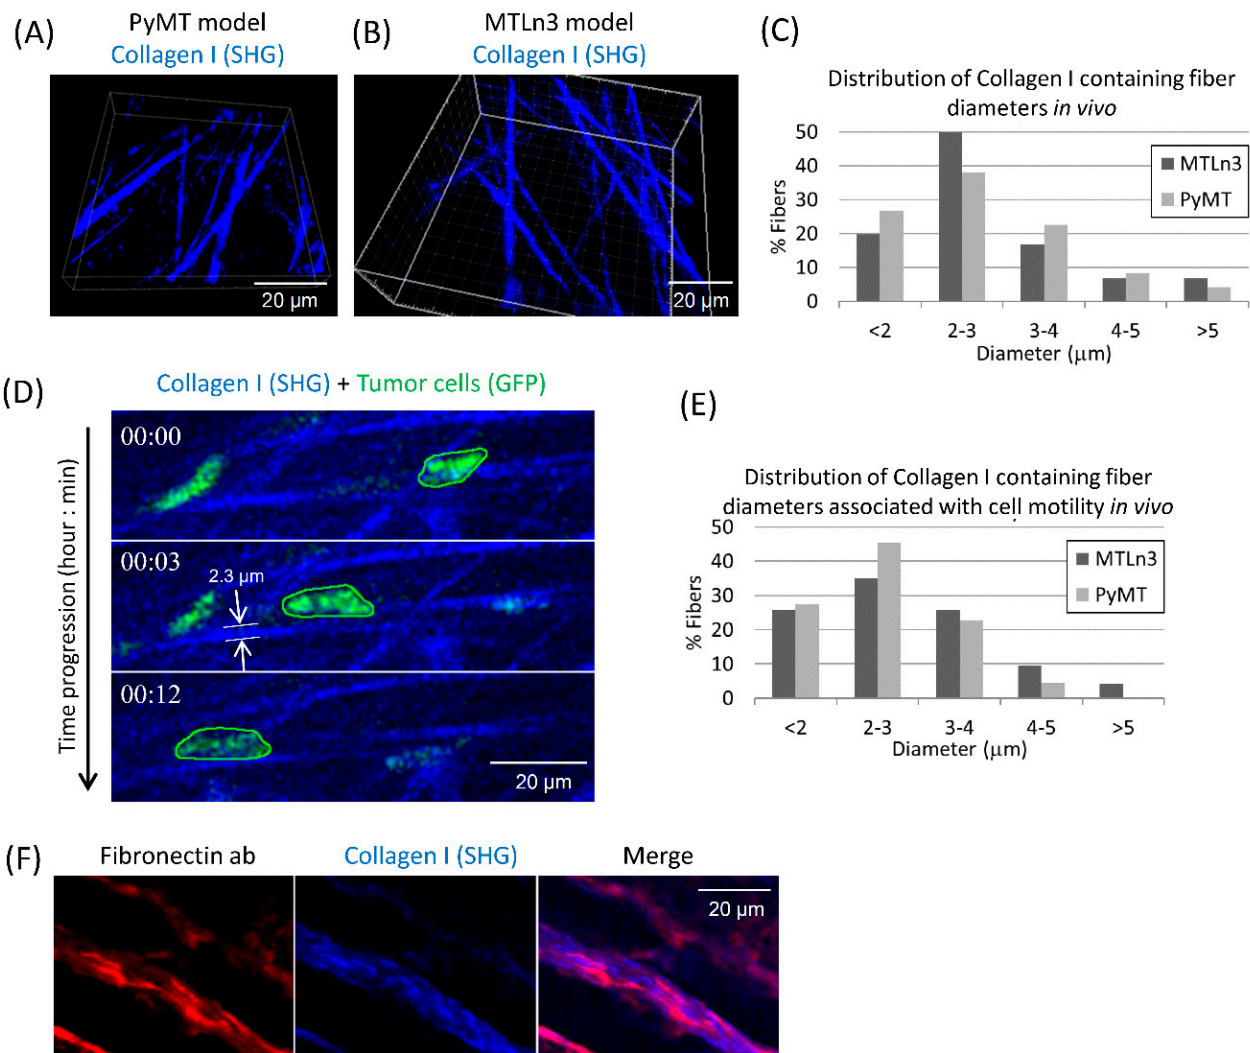 (A)
PyMT model
Collagen I (SHG)
20 μm
(B)
MTLn3 model
Collagen I (SHG)
20 μm
(C)
Distribution of Collagen I containing fiber
diameters in vivo
% Fibers
50
40
30
20
10
0
MTLn3
PyMT
<2 2-3 3-4 4-5 >5
Diameter (μm)
(D)
Collagen I (SHG) + Tumor cells (GFP)
Time progression (hour : min)
00:00
00:03
2.3 μm
00:12
20 μm
(E)
Distribution of Collagen I containing fiber
diameters associated with cell motility in vivo
% Fibers
50
40
30
20
10
0
MTLn3
PyMT
<2 2-3 3-4 4-5 >5
Diameter (μm)
(F)
Fibronectin ab
Collagen I (SHG)
Merge
20 μm